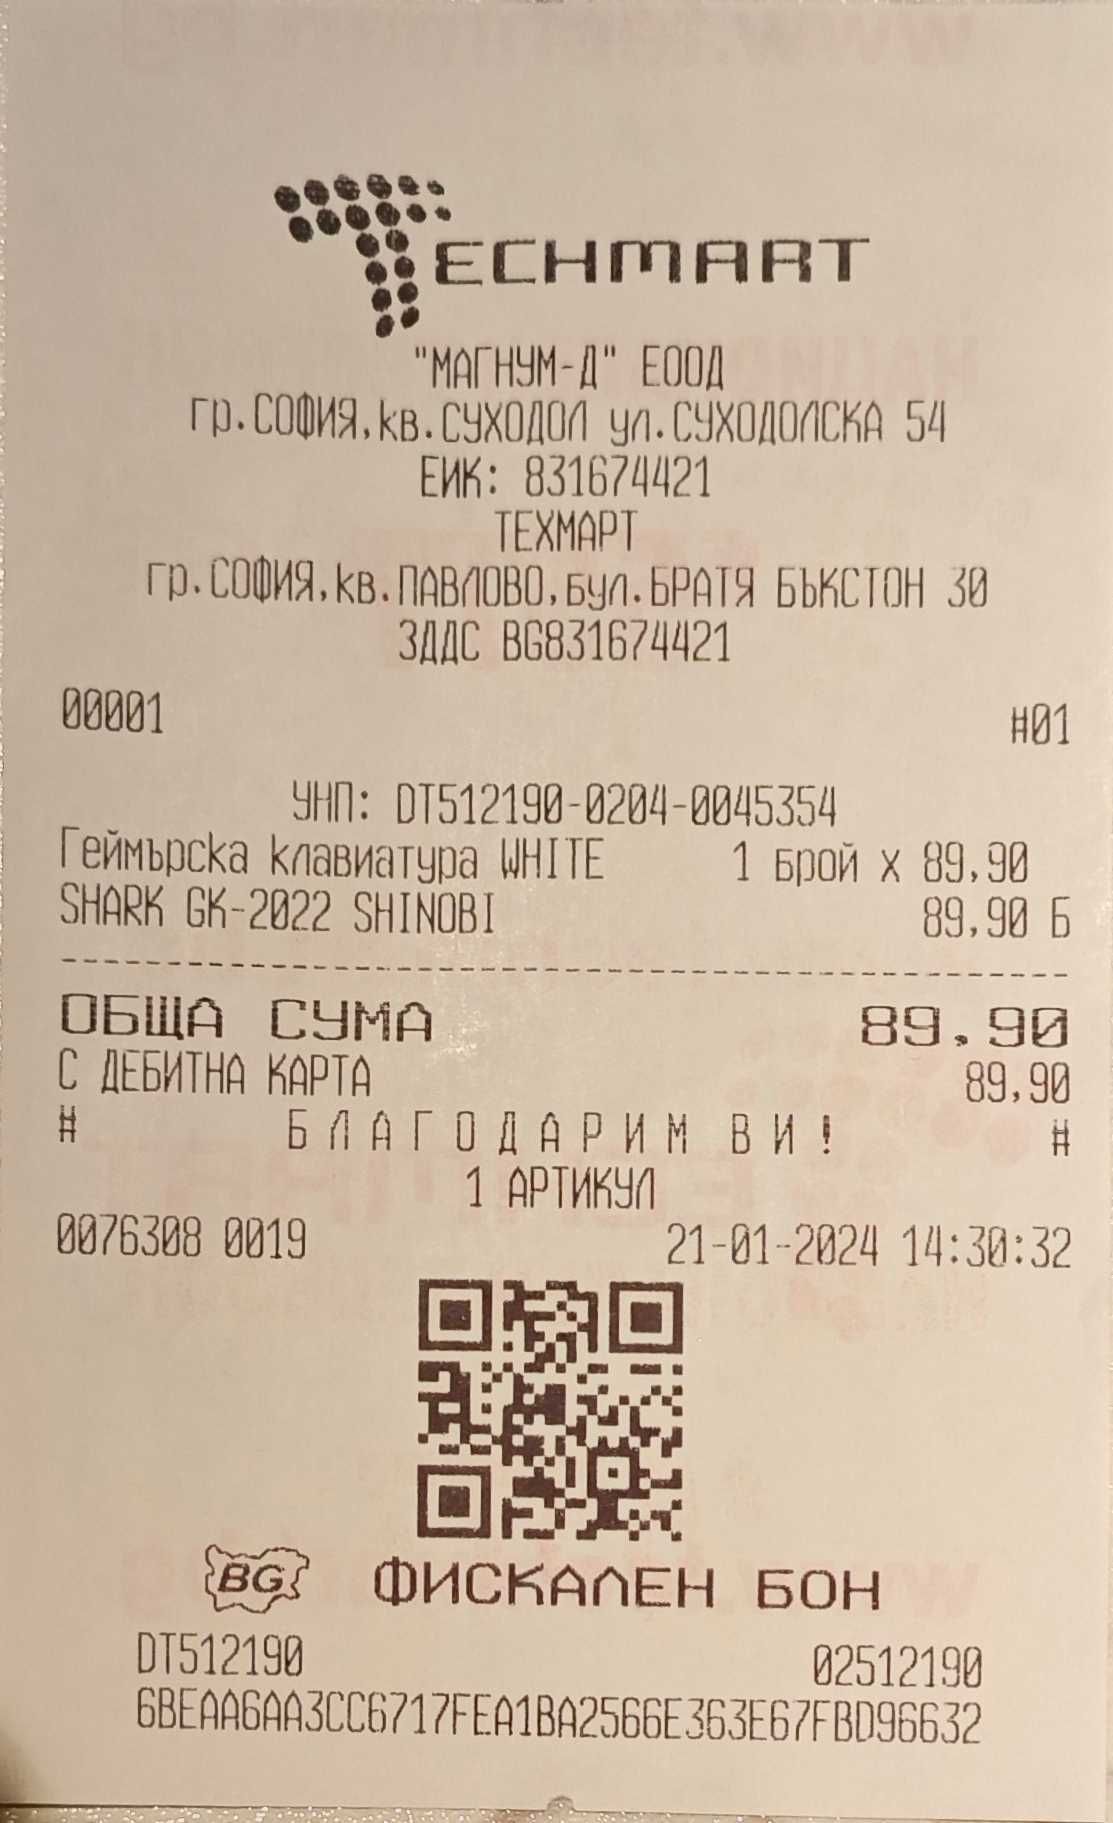 TECHMART
"МАГНУМ-Д" ЕООД
гр.СОФИЯ,кв.СУХОДОЛ ул.СУХОДОЛСКА 54
ЕИК: 831674421
ТЕХМАРТ
гр.СОФИЯ,кв.ПАВЛОВО,бул.БРАТЯ БЪКСТОН 30
ЗДДС BG831674421
00001 #01
УНП: DT512190-0204-0045354
Геймърска клавиатура WHITE 1 Брой x 89,90
SHARK GK-2022 SHINOBI 89,90 Б
ОБЩА СУМА 89.90
С ДЕБИТНА КАРТА 89,90
# БЛАГОДАРИМ ВИ! #
1 АРТИКУЛ
0076308 0019 21-01-2024 14:30:32
BG ФИСКАЛЕН БОН
DT512190 02512190
6BEAA6AA3CC6717FEA1BA2566E363E67FBD96632